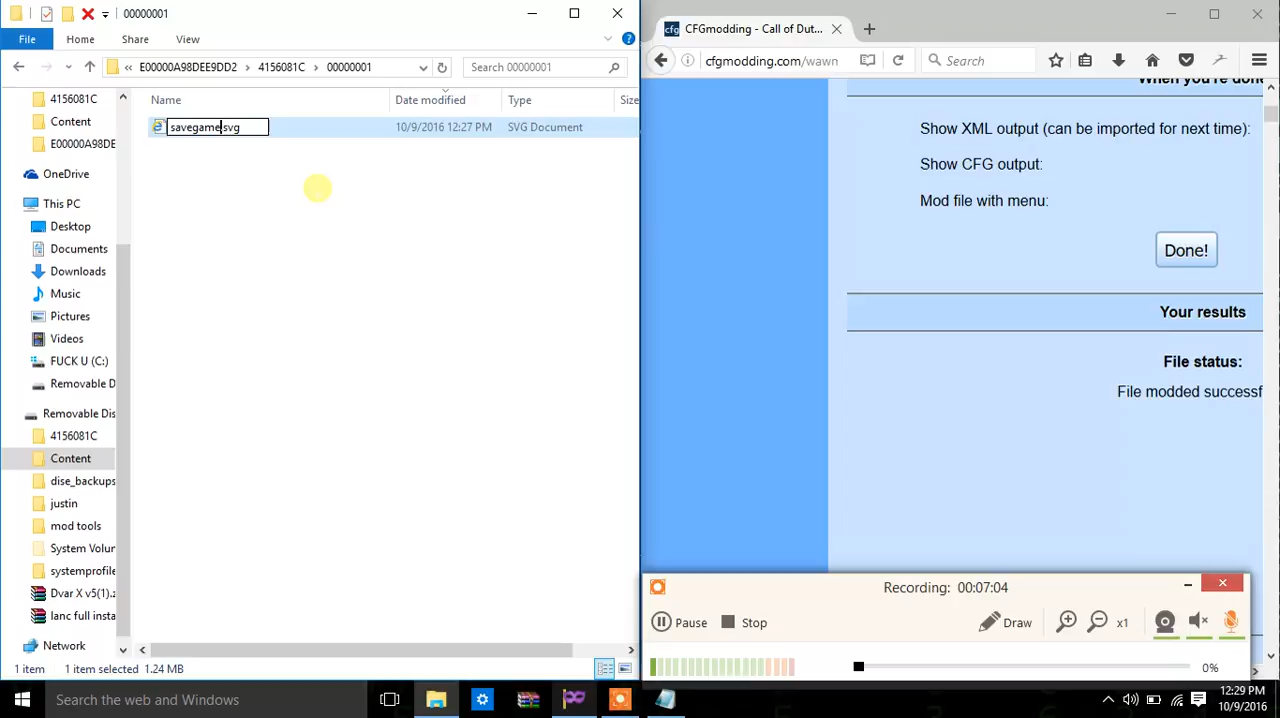 00000001
File
Home
Share
View
« E00000A98DEE9DD2 › 4156081C › 00000001
Search 00000001
Name
Date modified
Type
Size
savegame.svg
10/9/2016 12:27 PM
SVG Document
4156081C
Content
E00000A98DE
OneDrive
This PC
Desktop
Documents
Downloads
Music
Pictures
Videos
FUCK U (C:)
Removable D
Removable Dis
4156081C
Content
dise_backups
justin
mod tools
System Volu
systemprofile
Dvar X v5(1).z
lanc full insta
Network
1 item
1 item selected 1.24 MB
cfg
CFGmodding - Call of Dut...
cfgmodding.com/wawn
Search
When you're done
Show XML output (can be imported for next time):
Show CFG output:
Mod file with menu:
Done!
Your results
File status:
File modded successf
Recording: 00:07:04
Pause
Stop
Draw
x1
0%
Search the web and Windows
12:29 PM
10/9/2016